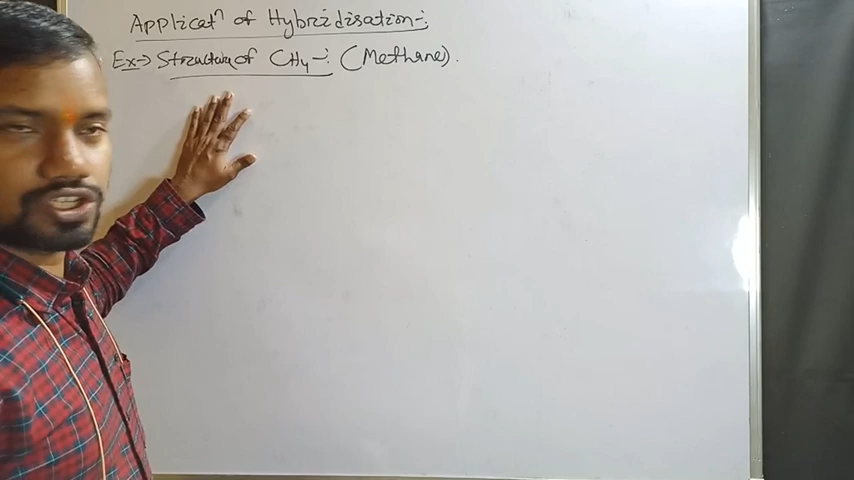 Applicatⁿ of Hybridisation-:
Ex-> Structure of CH4-: (Methane).